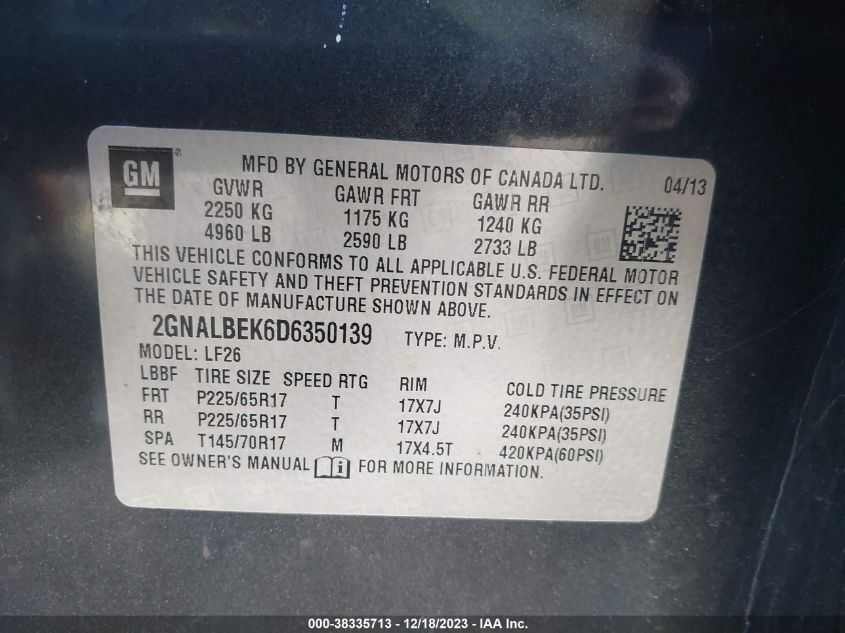 GM ®
MFD BY GENERAL MOTORS OF CANADA LTD. 04/13
GVWR GAWR FRT GAWR RR
2250 KG 1175 KG 1240 KG
4960 LB 2590 LB 2733 LB
THIS VEHICLE CONFORMS TO ALL APPLICABLE U.S. FEDERAL MOTOR
VEHICLE SAFETY AND THEFT PREVENTION STANDARDS IN EFFECT ON
THE DATE OF MANUFACTURE SHOWN ABOVE.
2GNALBEK6D6350139 TYPE: M.P.V.
MODEL: LF26
LBBF TIRE SIZE SPEED RTG RIM COLD TIRE PRESSURE
FRT P225/65R17 T 17X7J 240KPA(35PSI)
RR P225/65R17 T 17X7J 240KPA(35PSI)
SPA T145/70R17 M 17X4.5T 420KPA(60PSI)
SEE OWNER'S MANUAL i FOR MORE INFORMATION.
000-38335713 - 12/18/2023 - IAA Inc.